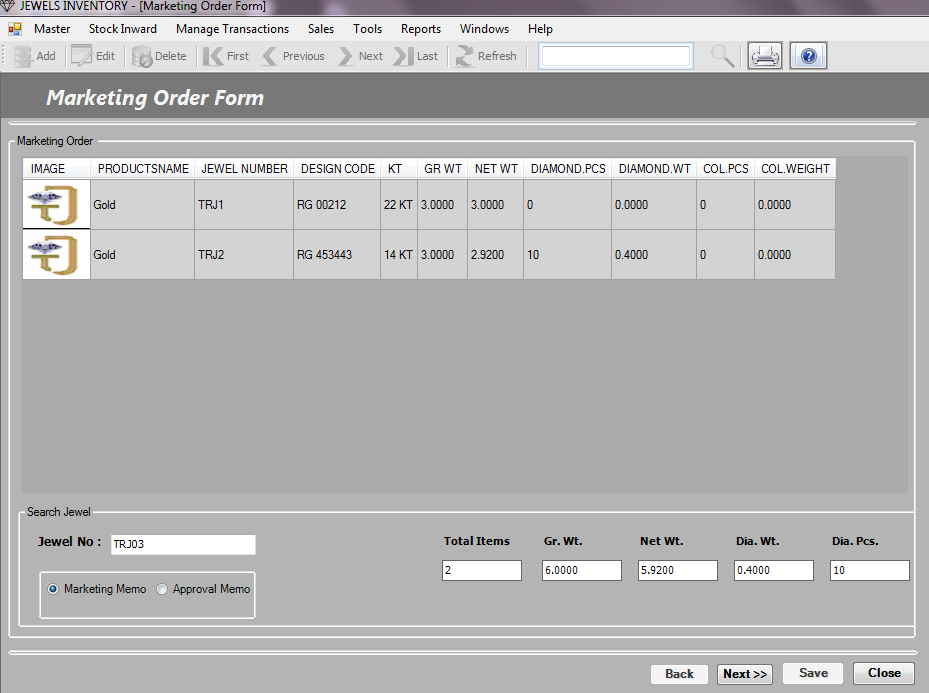 JEWELS INVENTORY - [Marketing Order Form]
Master Stock Inward Manage Transactions Sales Tools Reports Windows Help
Add Edit Delete First Previous Next Last Refresh ?
Marketing Order Form
Marketing Order
IMAGE PRODUCTSNAME JEWEL NUMBER DESIGN CODE KT GR WT NET WT DIAMOND.PCS DIAMOND.WT COL.PCS COL.WEIGHT
TJ Gold TRJ1 RG 00212 22 KT 3.0000 3.0000 0 0.0000 0 0.0000
TJ Gold TRJ2 RG 453443 14 KT 3.0000 2.9200 10 0.4000 0 0.0000
Search Jewel
Jewel No : TRJ03
Total Items Gr. Wt. Net Wt. Dia. Wt. Dia. Pcs.
2 6.0000 5.9200 0.4000 10
Marketing Memo Approval Memo
Back Next >> Save Close